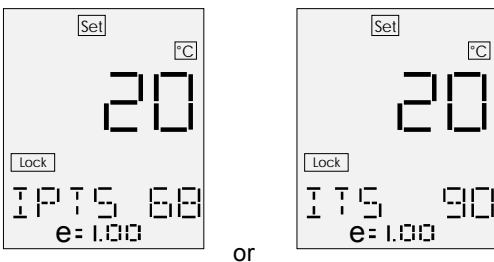 Set
°C
20
Lock
IPTS 68
e= 1.00
or
Set
°C
20
Lock
ITS 90
e= 1.00